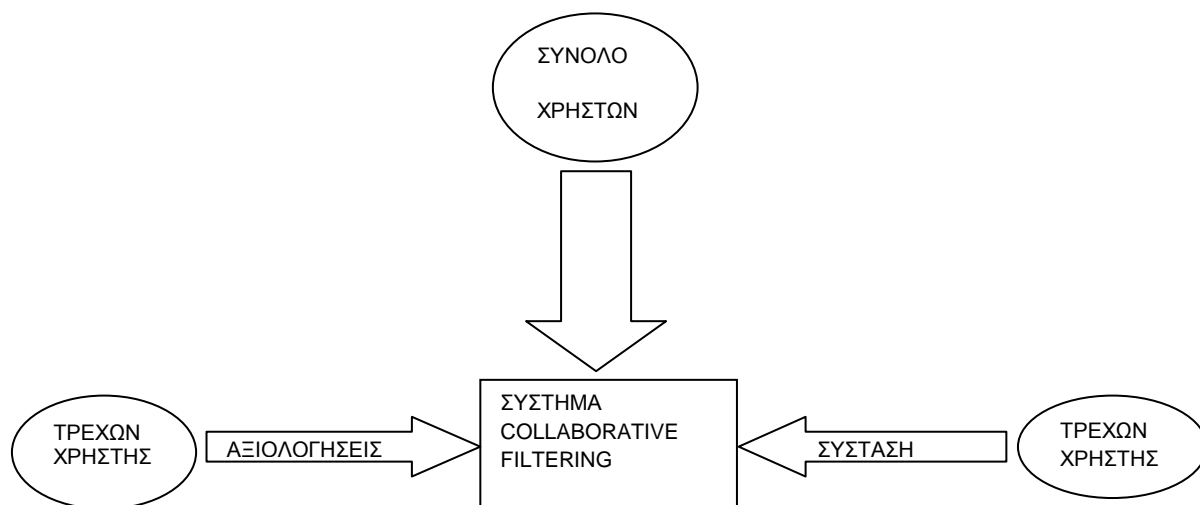 ΣΥΝΟΛΟ
ΧΡΗΣΤΩΝ
ΤΡΕΧΩΝ
ΧΡΗΣΤΗΣ
ΑΞΙΟΛΟΓΗΣΕΙΣ
ΣΥΣΤΗΜΑ
COLLABORATIVE
FILTERING
ΣΥΣΤΑΣΗ
ΤΡΕΧΩΝ
ΧΡΗΣΤΗΣ